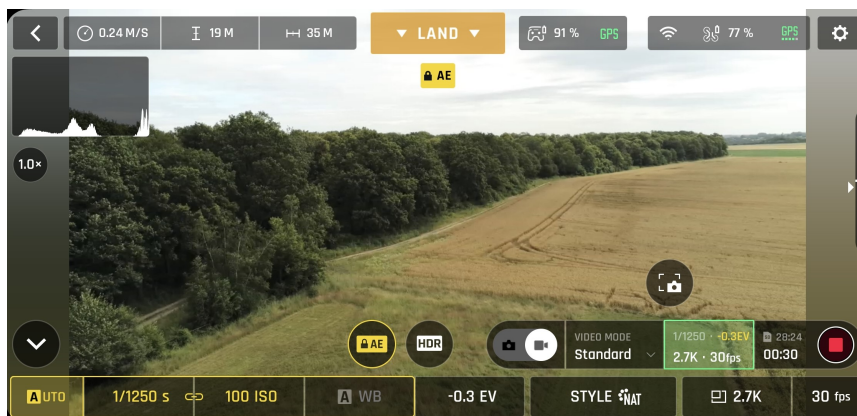 0.24 M/S 19 M 35 M LAND 91 % GPS 77 % GPS
AE
1.0×
AE HDR VIDEO MODE 1/1250 · -0.3EV 28:24
Standard 2.7K · 30fps 00:30
A UTO 1/1250 s 100 ISO A WB -0.3 EV STYLE NAT 2.7K 30 fps